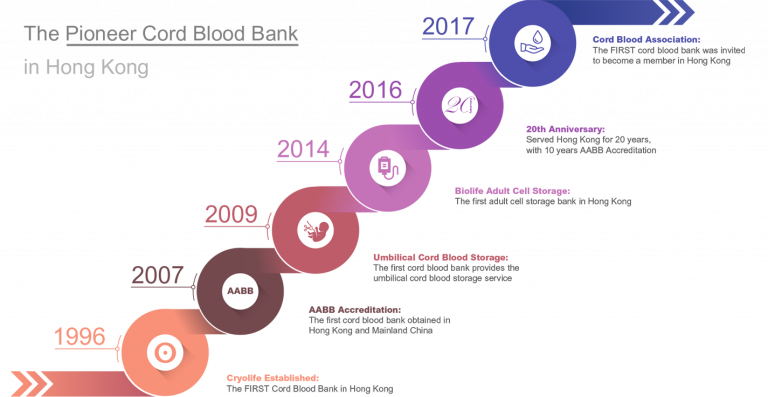 The Pioneer Cord Blood Bank
in Hong Kong
2017
Cord Blood Association:
The FIRST cord blood bank was invited
to become a member in Hong Kong
2016
20th Anniversary:
Served Hong Kong for 20 years,
with 10 years AABB Accreditation
2014
Biolife Adult Cell Storage:
The first adult cell storage bank in Hong Kong
2009
Umbilical Cord Blood Storage:
The first cord blood bank provides the
umbilical cord blood storage service
2007
AABB
AABB Accreditation:
The first cord blood bank obtained in
Hong Kong and Mainland China
1996
Cryolife Established:
The FIRST Cord Blood Bank in Hong Kong